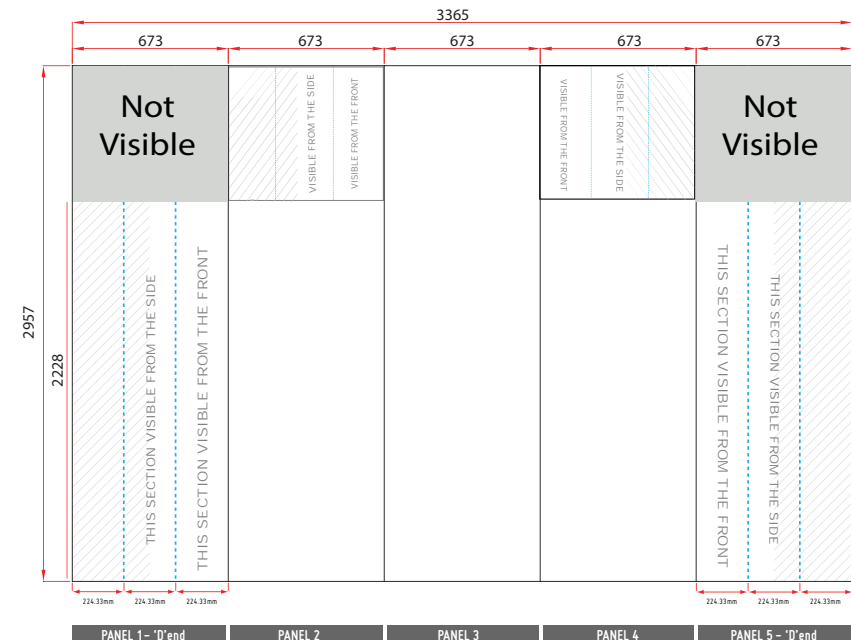 3365
673 673 673 673 673
Not
Visible
VISIBLE FROM THE SIDE
VISIBLE FROM THE FRONT
VISIBLE FROM THE FRONT
VISIBLE FROM THE SIDE
Not
Visible
2957
2228
THIS SECTION VISIBLE FROM THE SIDE
THIS SECTION VISIBLE FROM THE FRONT
THIS SECTION VISIBLE FROM THE FRONT
THIS SECTION VISIBLE FROM THE SIDE
224.33mm 224.33mm 224.33mm 224.33mm 224.33mm 224.33mm
PANEL 1 - 'D'end PANEL 2 PANEL 3 PANEL 4 PANEL 5 - 'D'end